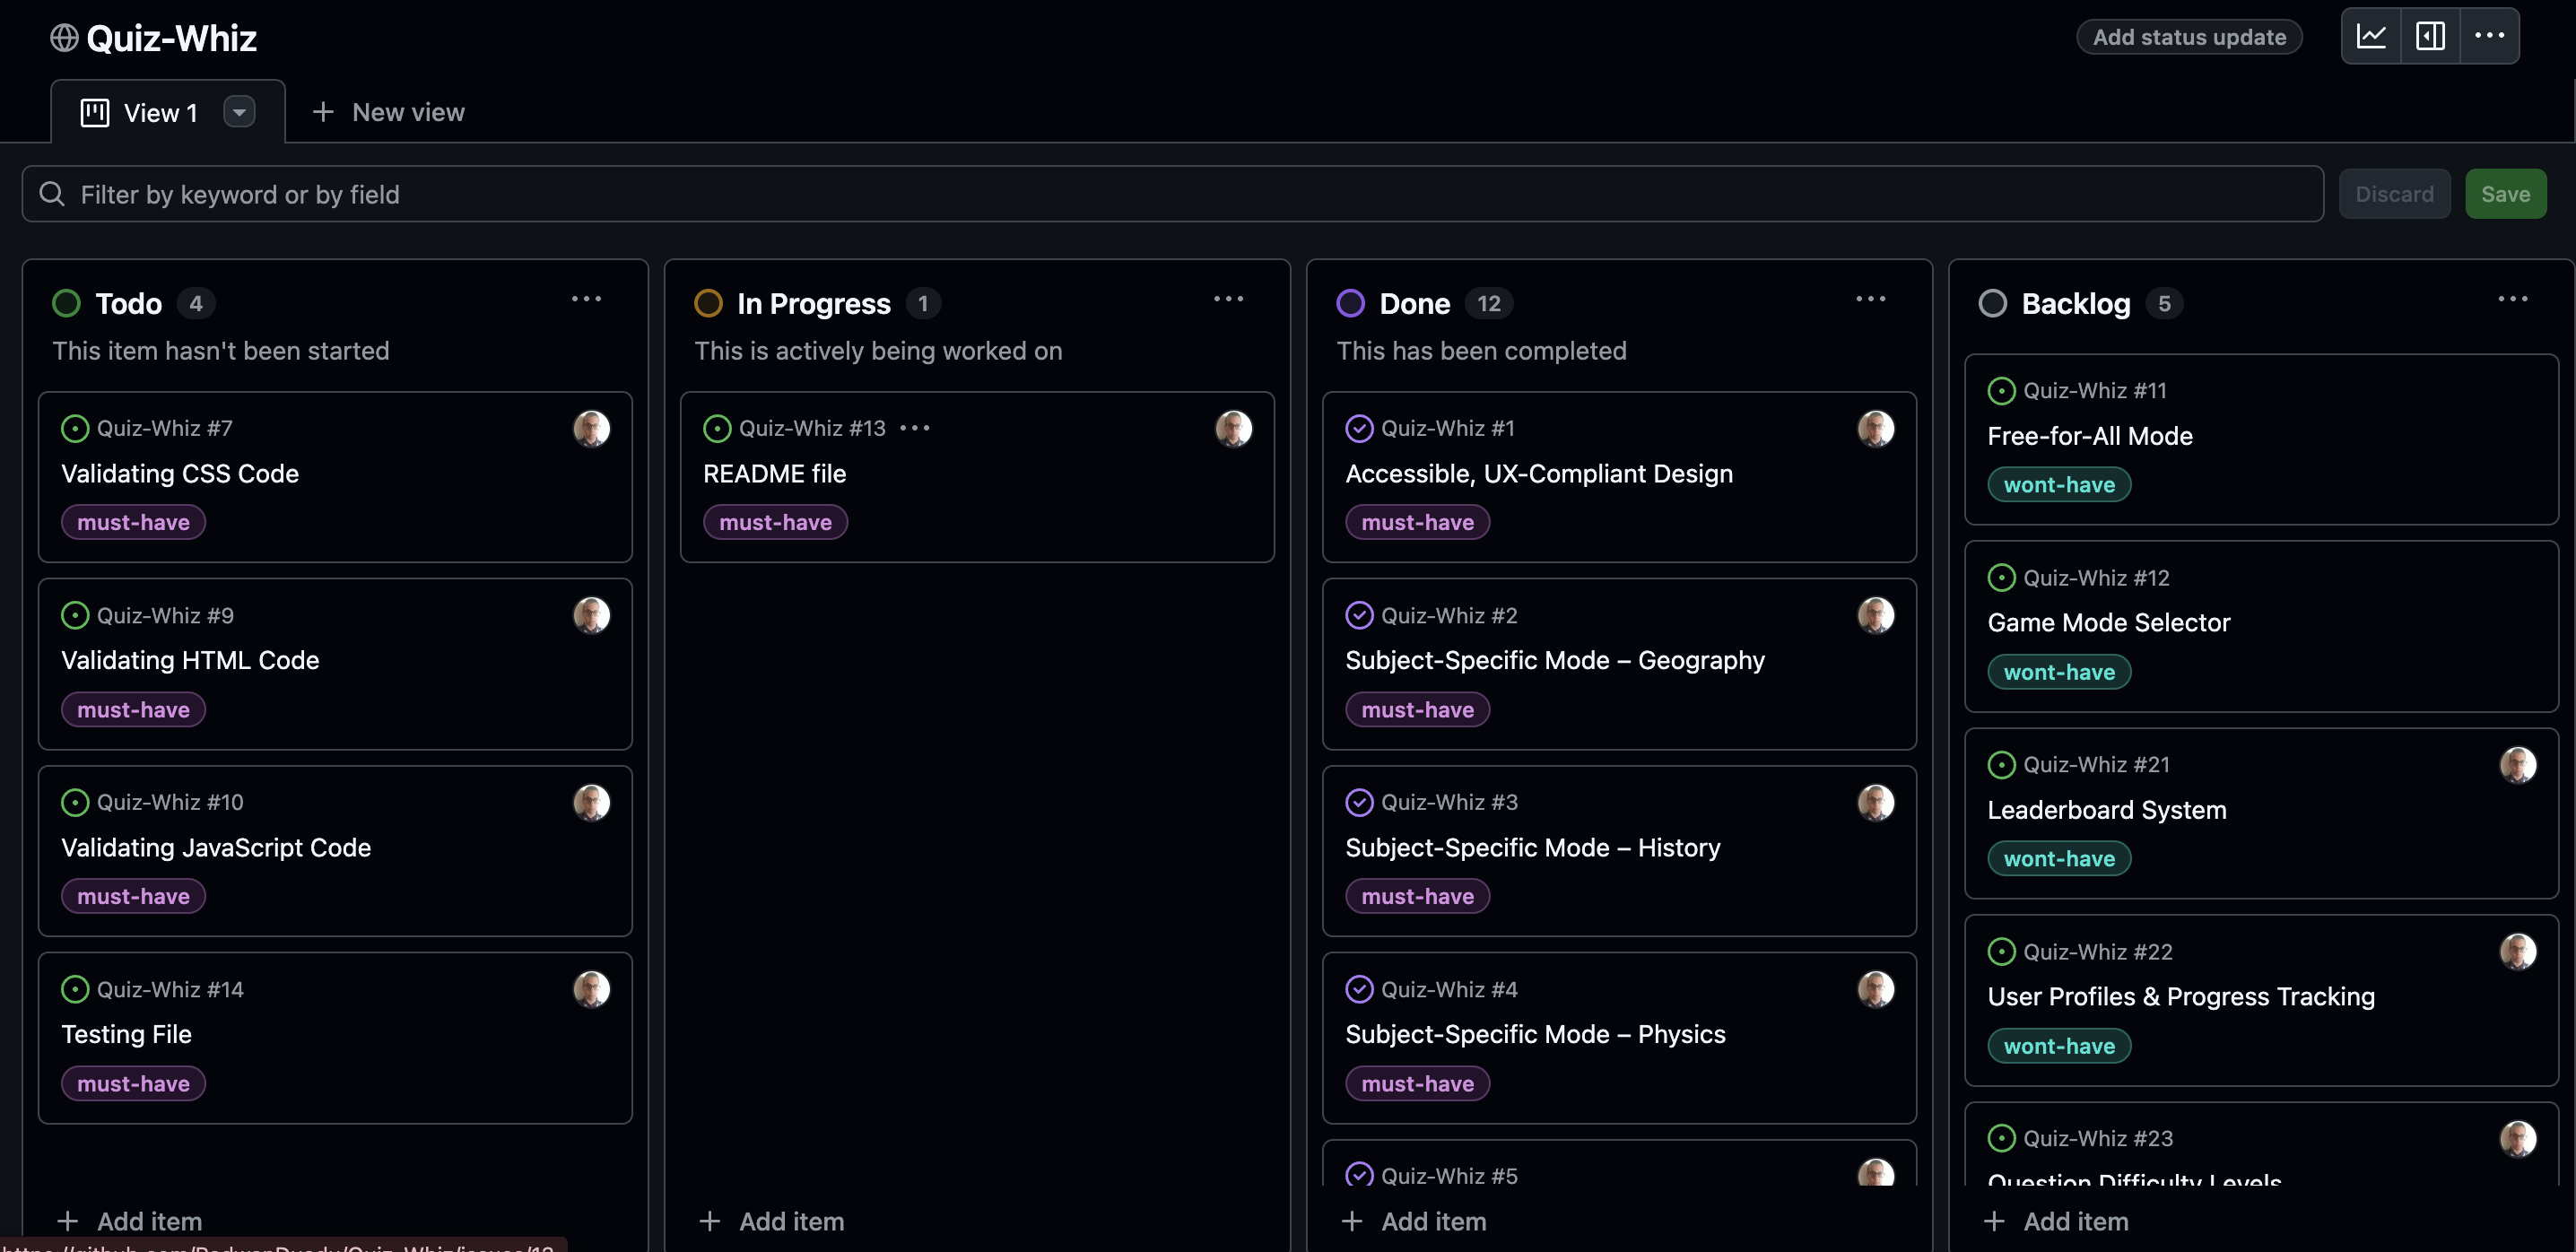 Quiz-Whiz
Add status update
View 1
New view
Filter by keyword or by field
Discard
Save
Todo 4
This item hasn't been started
Quiz-Whiz #7
Validating CSS Code
must-have
Quiz-Whiz #9
Validating HTML Code
must-have
Quiz-Whiz #10
Validating JavaScript Code
must-have
Quiz-Whiz #14
Testing File
must-have
Add item
In Progress 1
This is actively being worked on
Quiz-Whiz #13
README file
must-have
Add item
Done 12
This has been completed
Quiz-Whiz #1
Accessible, UX-Compliant Design
must-have
Quiz-Whiz #2
Subject-Specific Mode – Geography
must-have
Quiz-Whiz #3
Subject-Specific Mode – History
must-have
Quiz-Whiz #4
Subject-Specific Mode – Physics
must-have
Quiz-Whiz #5
Add item
Backlog 5
Quiz-Whiz #11
Free-for-All Mode
wont-have
Quiz-Whiz #12
Game Mode Selector
wont-have
Quiz-Whiz #21
Leaderboard System
wont-have
Quiz-Whiz #22
User Profiles & Progress Tracking
wont-have
Quiz-Whiz #23
Question Difficulty Levels
Add item